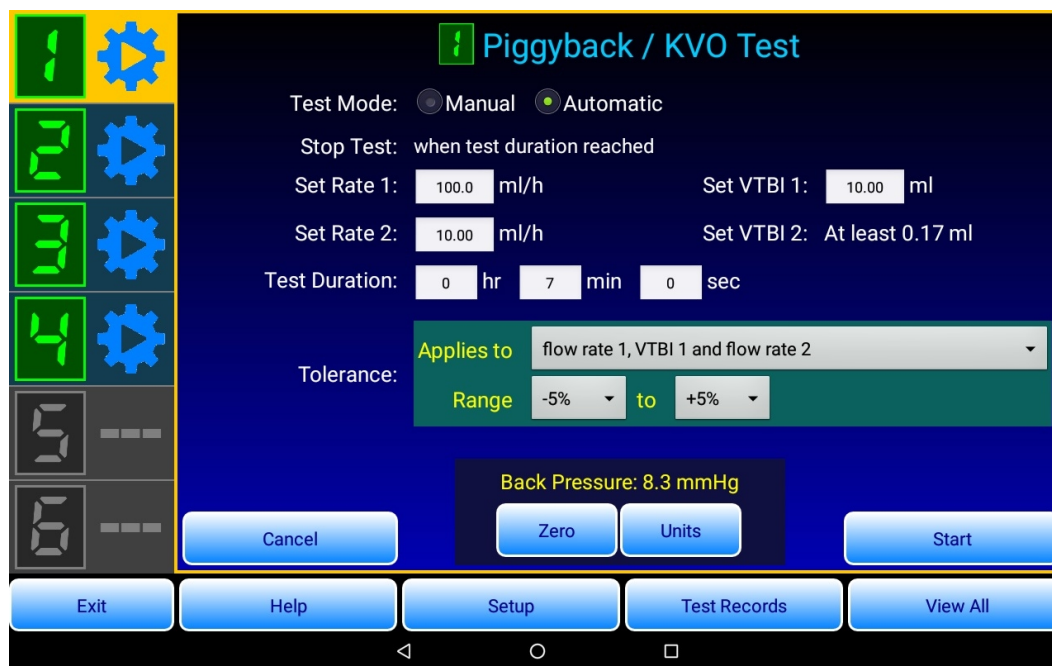 1 Piggyback / KVO Test
Test Mode: Manual Automatic
Stop Test: when test duration reached
Set Rate 1: 100.0 ml/h Set VTBI 1: 10.00 ml
Set Rate 2: 10.00 ml/h Set VTBI 2: At least 0.17 ml
Test Duration: 0 hr 7 min 0 sec
Tolerance:
Applies to flow rate 1, VTBI 1 and flow rate 2
Range -5% to +5%
Back Pressure: 8.3 mmHg
Zero Units
Cancel Start
1
2
3
4
5 ---
6 ---
Exit Help Setup Test Records View All